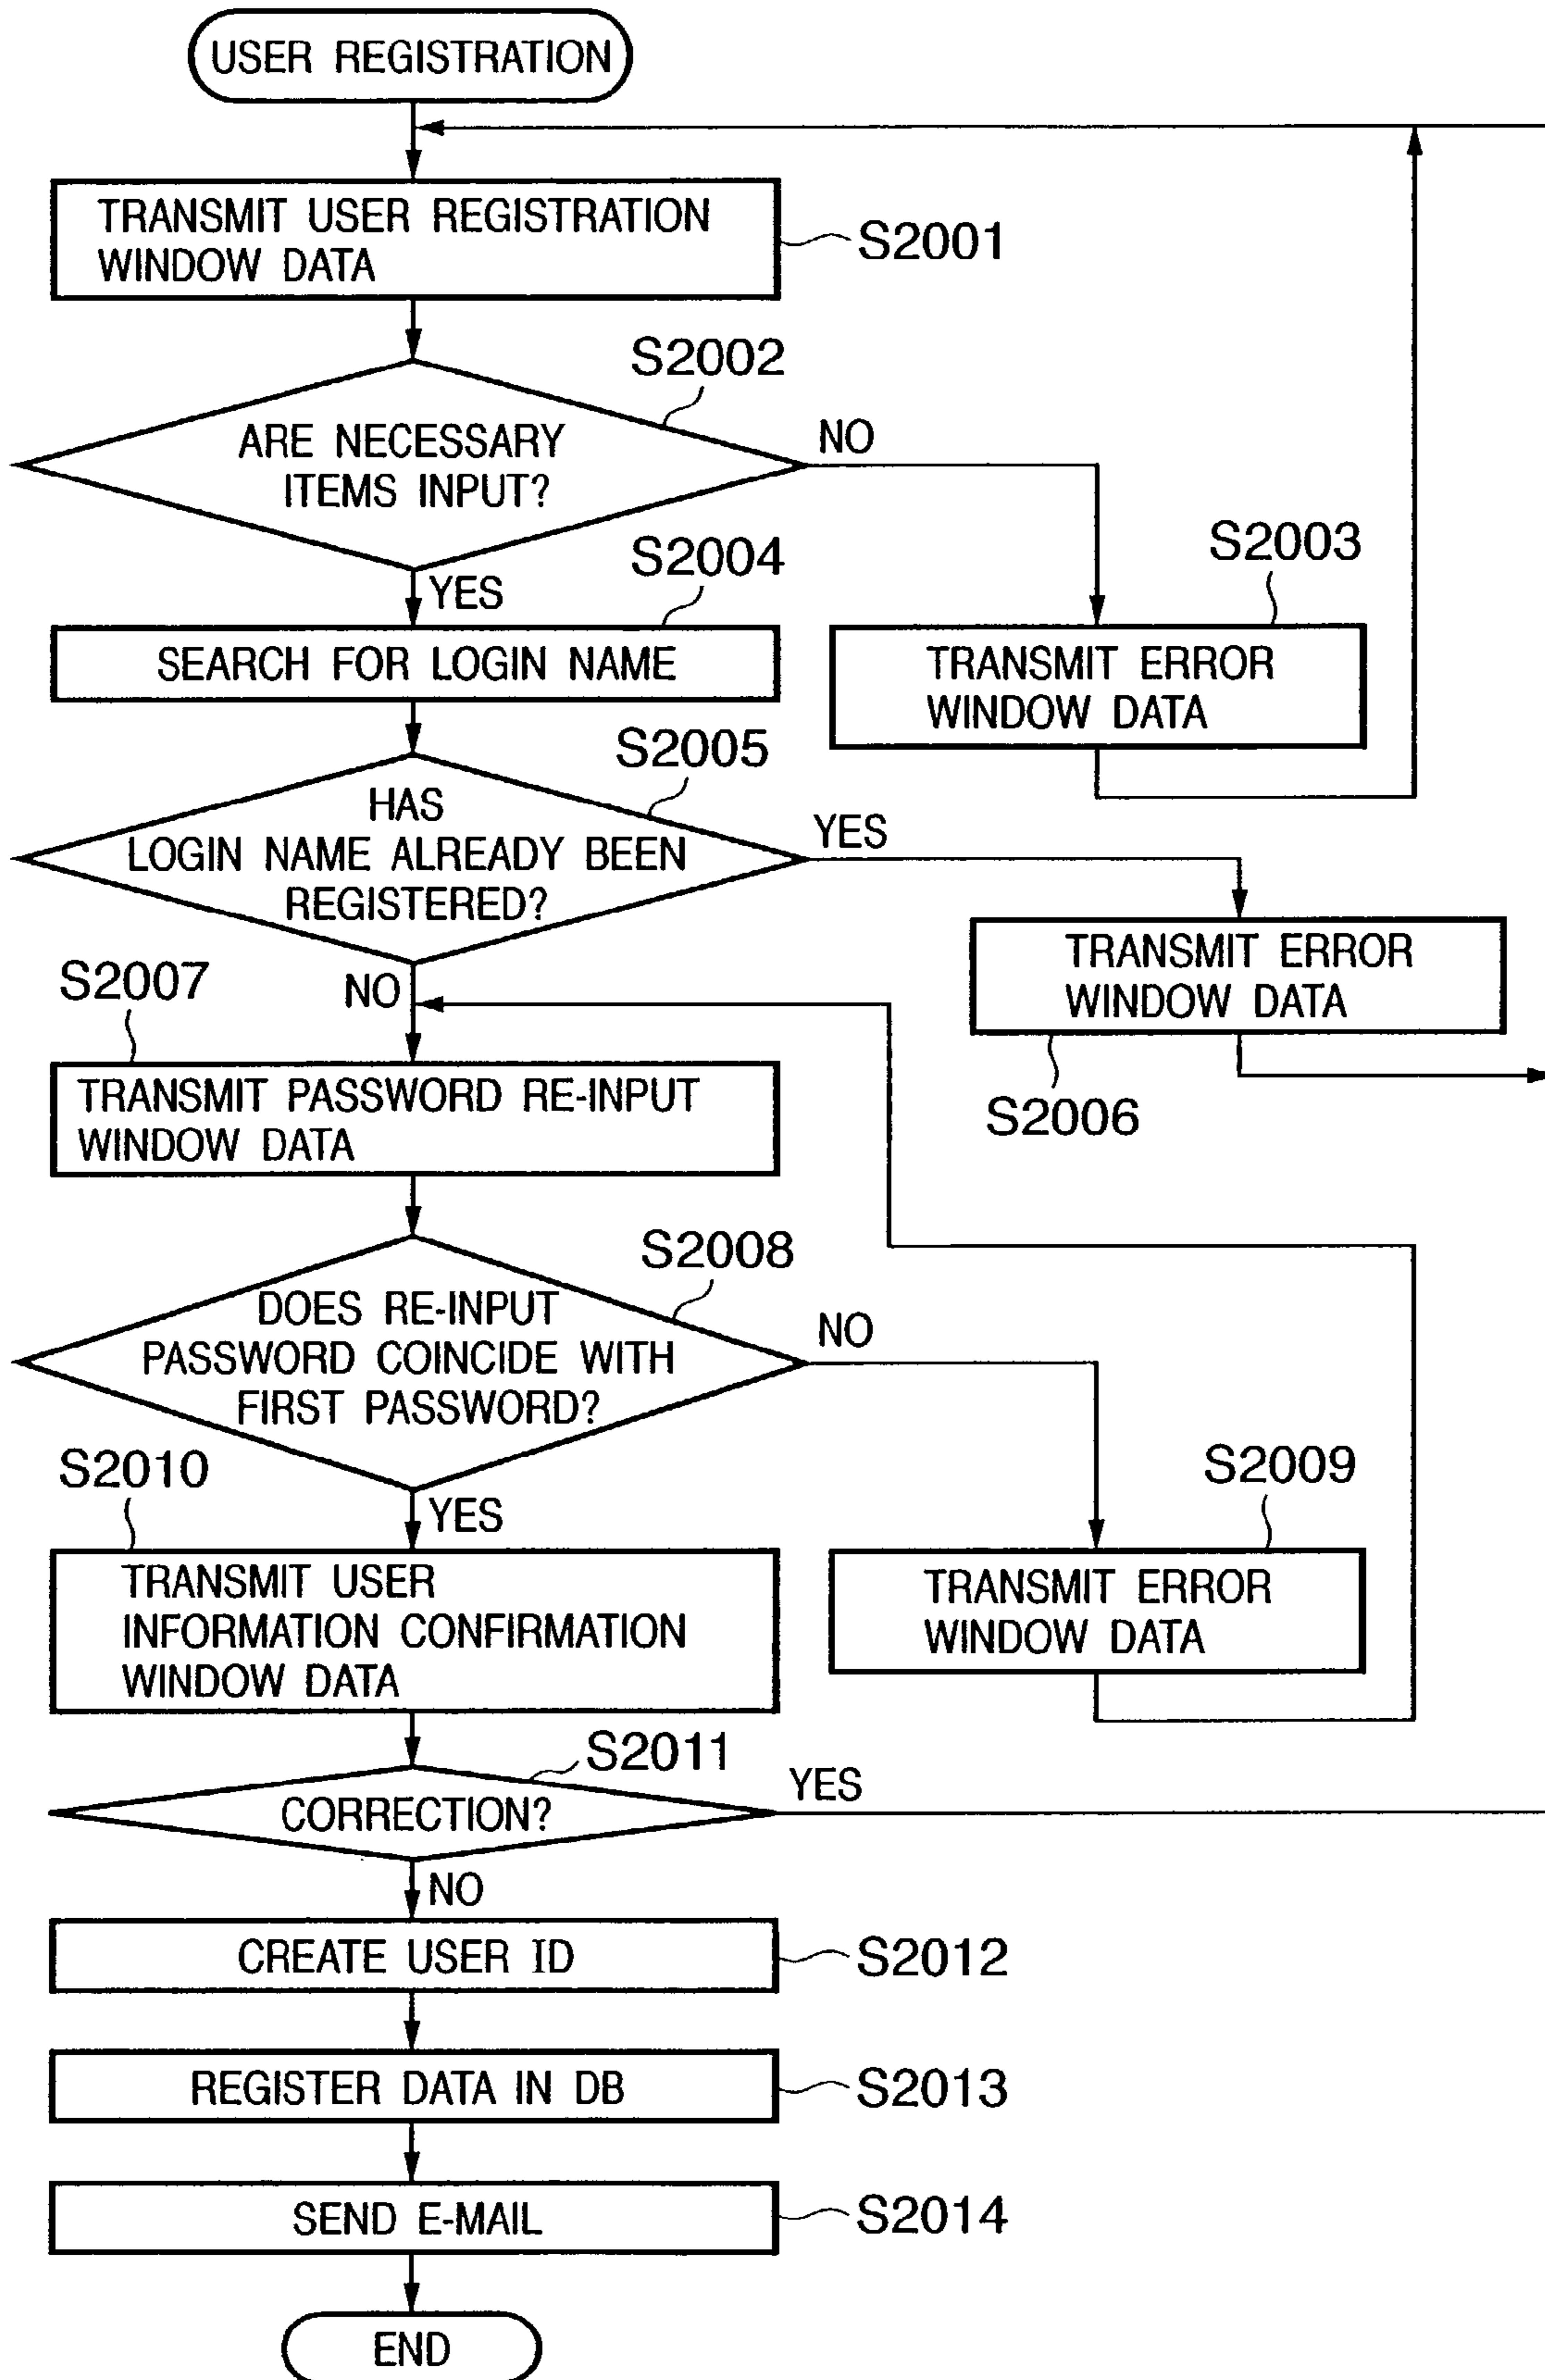 USER REGISTRATION
TRANSMIT USER REGISTRATION
WINDOW DATA
S2001
S2002
ARE NECESSARY
ITEMS INPUT?
NO
YES
S2003
TRANSMIT ERROR
WINDOW DATA
S2004
SEARCH FOR LOGIN NAME
S2005
HAS
LOGIN NAME ALREADY BEEN
REGISTERED?
YES
NO
TRANSMIT ERROR
WINDOW DATA
S2006
S2007
TRANSMIT PASSWORD RE-INPUT
WINDOW DATA
S2008
DOES RE-INPUT
PASSWORD COINCIDE WITH
FIRST PASSWORD?
NO
YES
S2009
TRANSMIT ERROR
WINDOW DATA
S2010
TRANSMIT USER
INFORMATION CONFIRMATION
WINDOW DATA
S2011
CORRECTION?
YES
NO
CREATE USER ID
S2012
REGISTER DATA IN DB
S2013
SEND E-MAIL
S2014
END